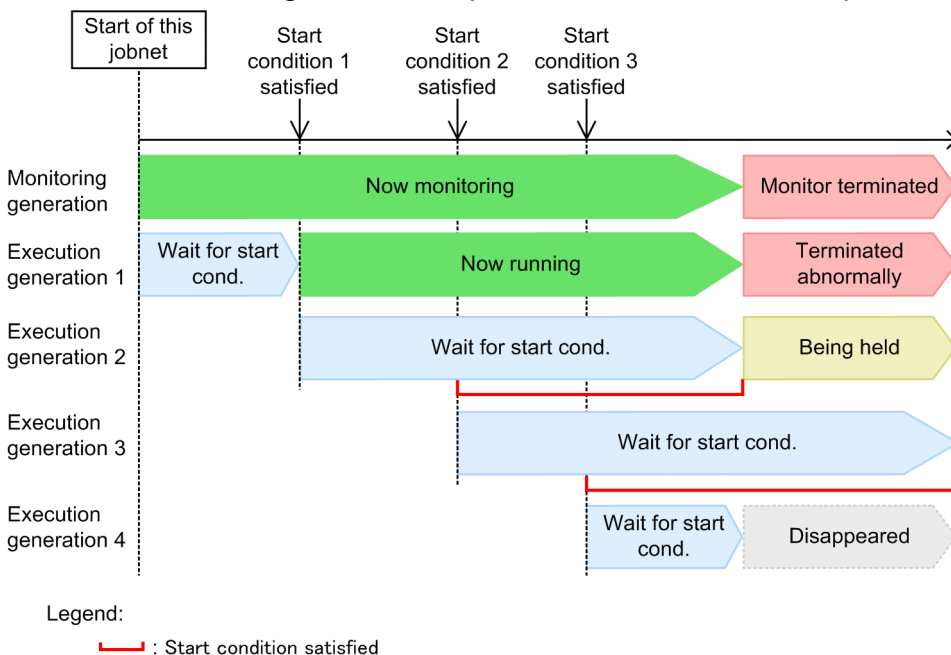 Start of this
jobnet
Start
condition 1
satisfied
Start
condition 2
satisfied
Start
condition 3
satisfied
Monitoring
generation
Now monitoring
Monitor terminated
Execution
generation 1
Wait for start
cond.
Now running
Terminated
abnormally
Execution
generation 2
Wait for start cond.
Being held
Execution
generation 3
Wait for start cond.
Execution
generation 4
Wait for start
cond.
Disappeared
Legend:
: Start condition satisfied